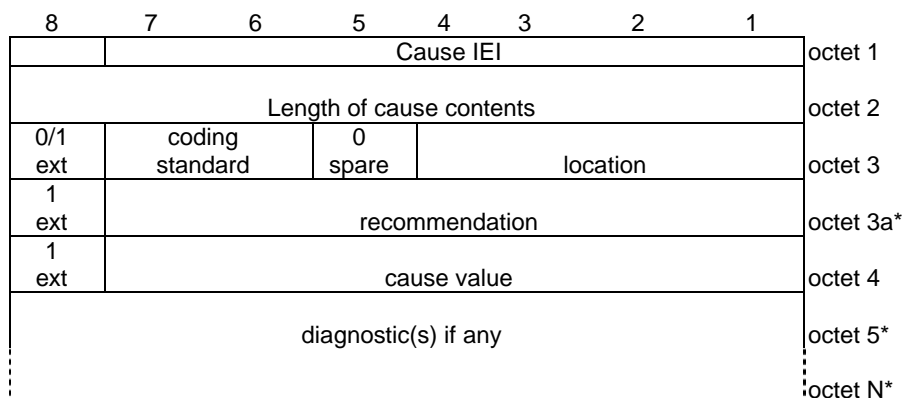 8 7 6 5 4 3 2 1
Cause IEI octet 1
Length of cause contents octet 2
0/1 coding 0
ext standard spare location octet 3
1
ext recommendation octet 3a*
1
ext cause value octet 4
diagnostic(s) if any octet 5*
octet N*